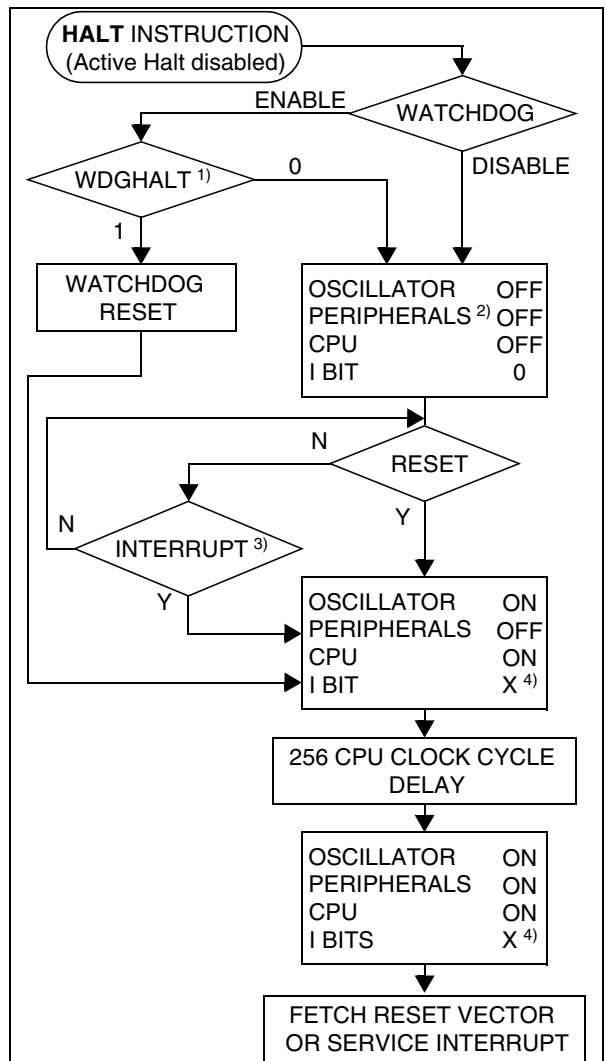 HALT INSTRUCTION
(Active Halt disabled)
ENABLE
WATCHDOG
WDGHALT 1)
0
DISABLE
1
WATCHDOG
RESET
OSCILLATOR OFF
PERIPHERALS 2) OFF
CPU OFF
I BIT 0
N
RESET
N
Y
INTERRUPT 3)
Y
OSCILLATOR ON
PERIPHERALS OFF
CPU ON
I BIT X 4)
256 CPU CLOCK CYCLE
DELAY
OSCILLATOR ON
PERIPHERALS ON
CPU ON
I BITS X 4)
FETCH RESET VECTOR
OR SERVICE INTERRUPT